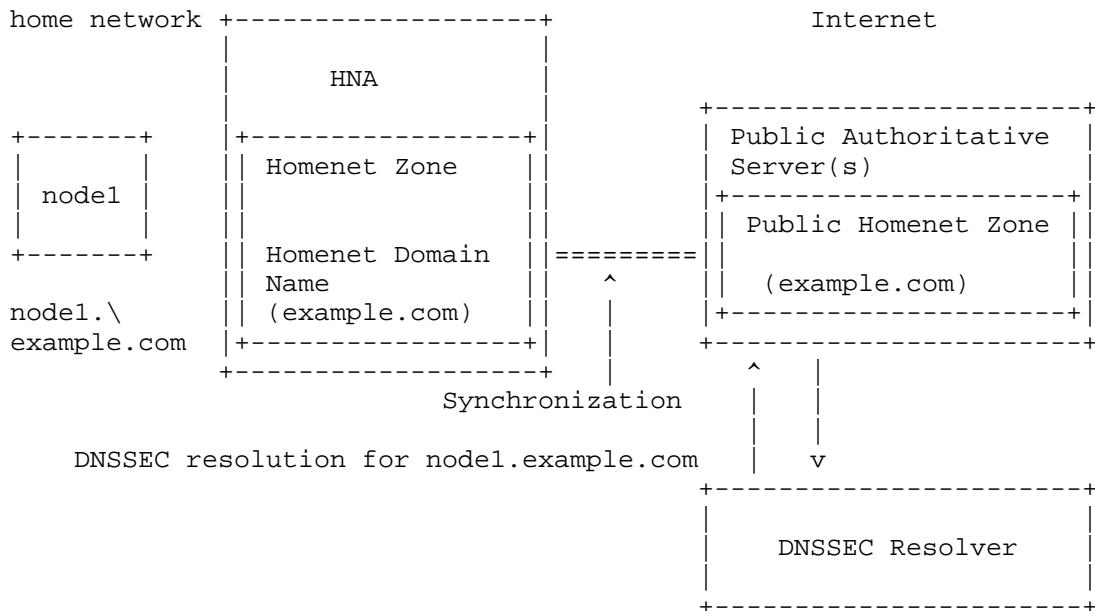 home network Internet
HNA
Public Authoritative
Homenet Zone Server(s)
node1
Public Homenet Zone
Homenet Domain
Name (example.com)
node1.\ (example.com)
example.com
Synchronization
DNSSEC resolution for node1.example.com
DNSSEC Resolver